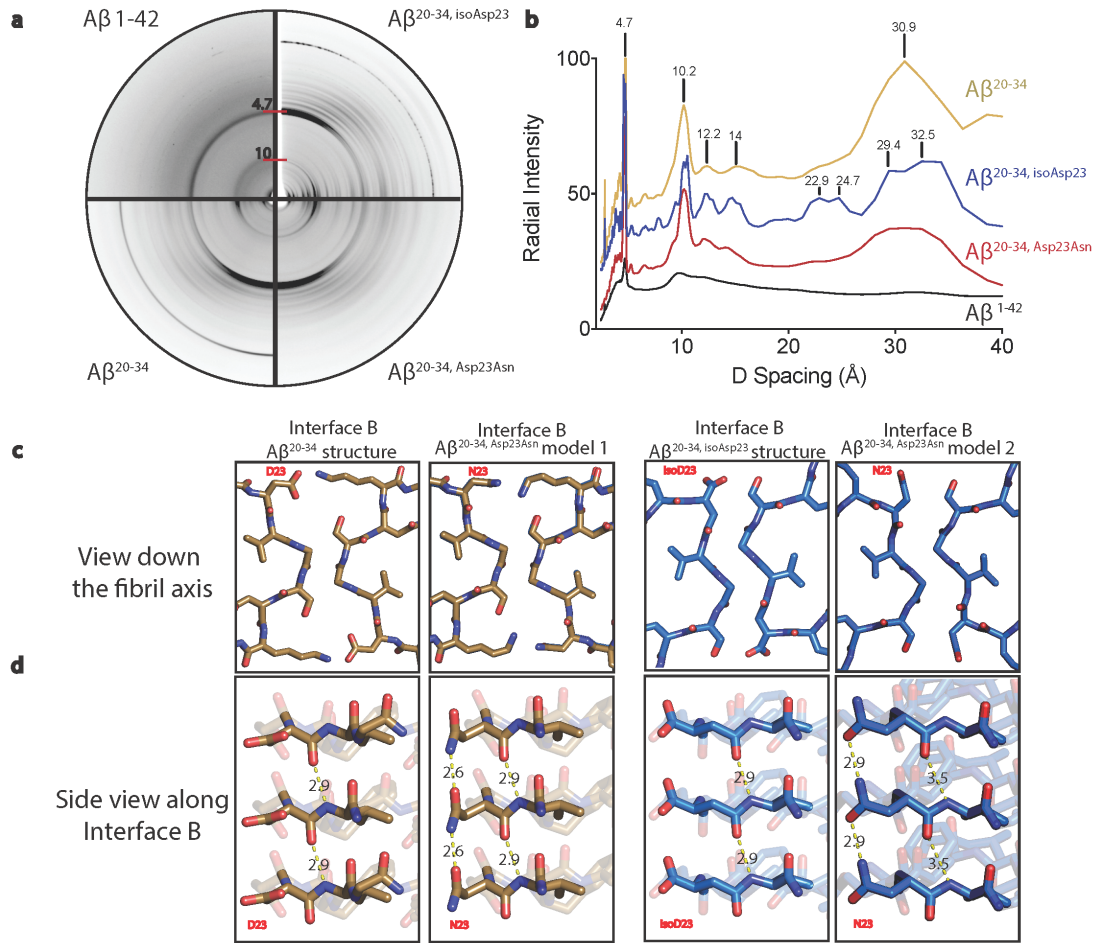 a
Aβ 1-42
Aβ20-34, isoAsp23
4.7
10
Aβ20-34
Aβ20-34, Asp23Asn
b
4.7
30.9
100
10.2
Aβ20-34
12.2
14
29.4
32.5
Radial Intensity
50
22.9
24.7
Aβ20-34, isoAsp23
Aβ20-34, Asp23Asn
Aβ1-42
0
10
20
30
40
D Spacing (Å)
c
Interface B
Aβ20-34 structure
Interface B
Aβ20-34, Asp23Asn model 1
Interface B
Aβ20-34, isoAsp23 structure
Interface B
Aβ20-34, Asp23Asn model 2
D23
N23
IsoD23
N23
View down
the fibril axis
d
Side view along
Interface B
2.9
2.9
D23
2.6
2.9
2.6
2.9
N23
2.9
2.9
IsoD23
2.9
3.5
2.9
3.5
N23